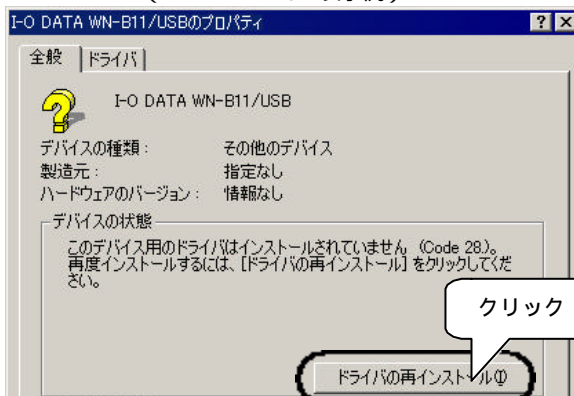 I-O DATA WN-B11/USBのプロパティ
全般 ドライバ
I-O DATA WN-B11/USB
デバイスの種類： その他のデバイス
製造元： 指定なし
ハードウェアのバージョン： 情報なし
デバイスの状態
このデバイス用のドライバはインストールされていません (Code 28)。
再度インストールするには、[ドライバの再インストール] をクリックしてくだ
さい。
クリック
ドライバの再インストール(I)